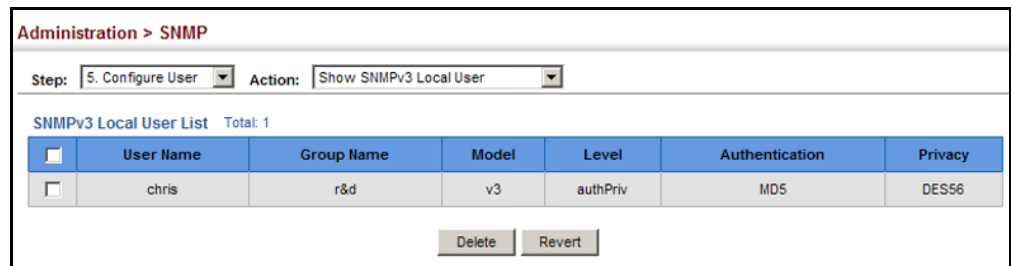 Administration > SNMP
Step: 5. Configure User Action: Show SNMPv3 Local User
SNMPv3 Local User List Total: 1
User Name Group Name Model Level Authentication Privacy
chris r&d v3 authPriv MD5 DES56
Delete Revert